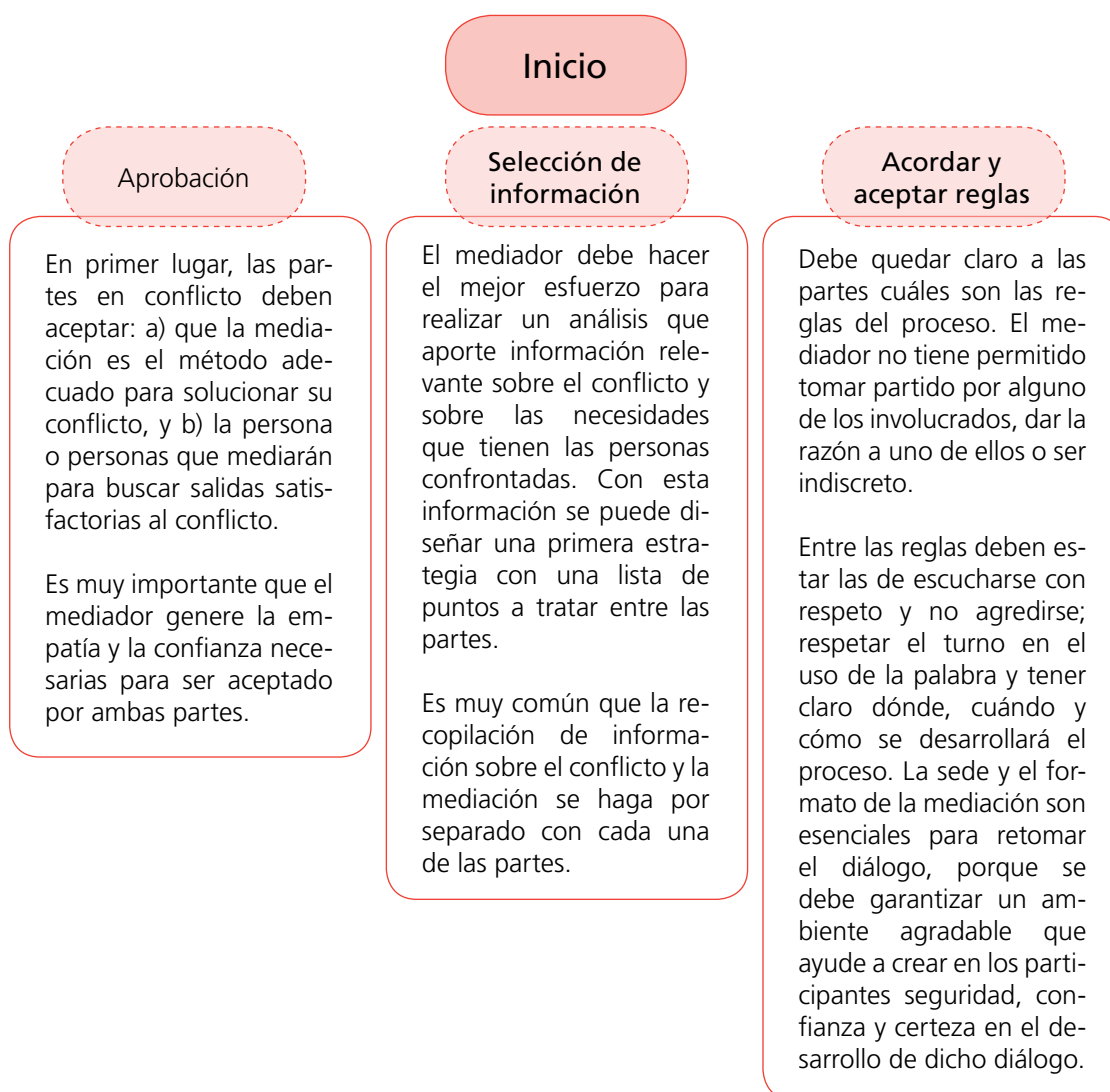 Inicio
Aprobación
En primer lugar, las par-
tes en conflicto deben
aceptar: a) que la media-
ción es el método ade-
cuado para solucionar su
conflicto, y b) la persona
o personas que mediarán
para buscar salidas satis-
factorias al conflicto.
Es muy importante que el
mediador genere la em-
patía y la confianza nece-
sarias para ser aceptado
por ambas partes.
Selección de
información
El mediador debe hacer
el mejor esfuerzo para
realizar un análisis que
aporte información rele-
vante sobre el conflicto y
sobre las necesidades
que tienen las personas
confrontadas. Con esta
información se puede di-
señar una primera estra-
tegia con una lista de
puntos a tratar entre las
partes.
Es muy común que la re-
copilación de informa-
ción sobre el conflicto y la
mediación se haga por
separado con cada una
de las partes.
Acordar y
aceptar reglas
Debe quedar claro a las
partes cuáles son las re-
glas del proceso. El me-
diador no tiene permitido
tomar partido por alguno
de los involucrados, dar la
razón a uno de ellos o ser
indiscreto.
Entre las reglas deben es-
tar las de escucharse con
respeto y no agredirse;
respetar el turno en el
uso de la palabra y tener
claro dónde, cuándo y
cómo se desarrollará el
proceso. La sede y el for-
mato de la mediación son
esenciales para retomar
el diálogo, porque se
debe garantizar un am-
biente agradable que
ayude a crear en los parti-
cipantes seguridad, con-
fianza y certeza en el de-
sarrollo de dicho diálogo.